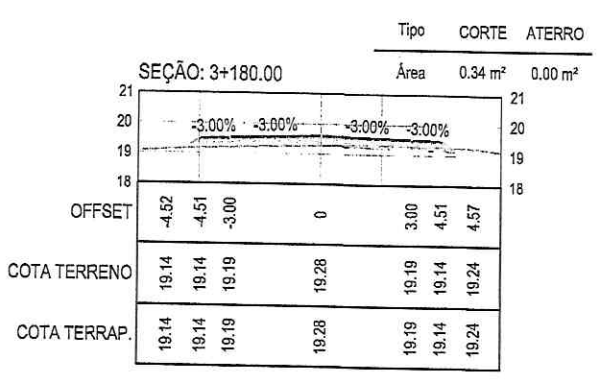 Tipo CORTE ATERRO
SEÇÃO: 3+180.00 Área 0.34 m² 0.00 m²
21 21
20 -3.00% -3.00% -3.00% -3.00% 20
19 19
18 18
OFFSET -4.52 -4.51 -3.00 0 3.00 4.51 4.57
COTA TERRENO 19.14 19.14 19.19 19.28 19.19 19.14 19.24
COTA TERRAP. 19.14 19.14 19.19 19.28 19.19 19.14 19.24